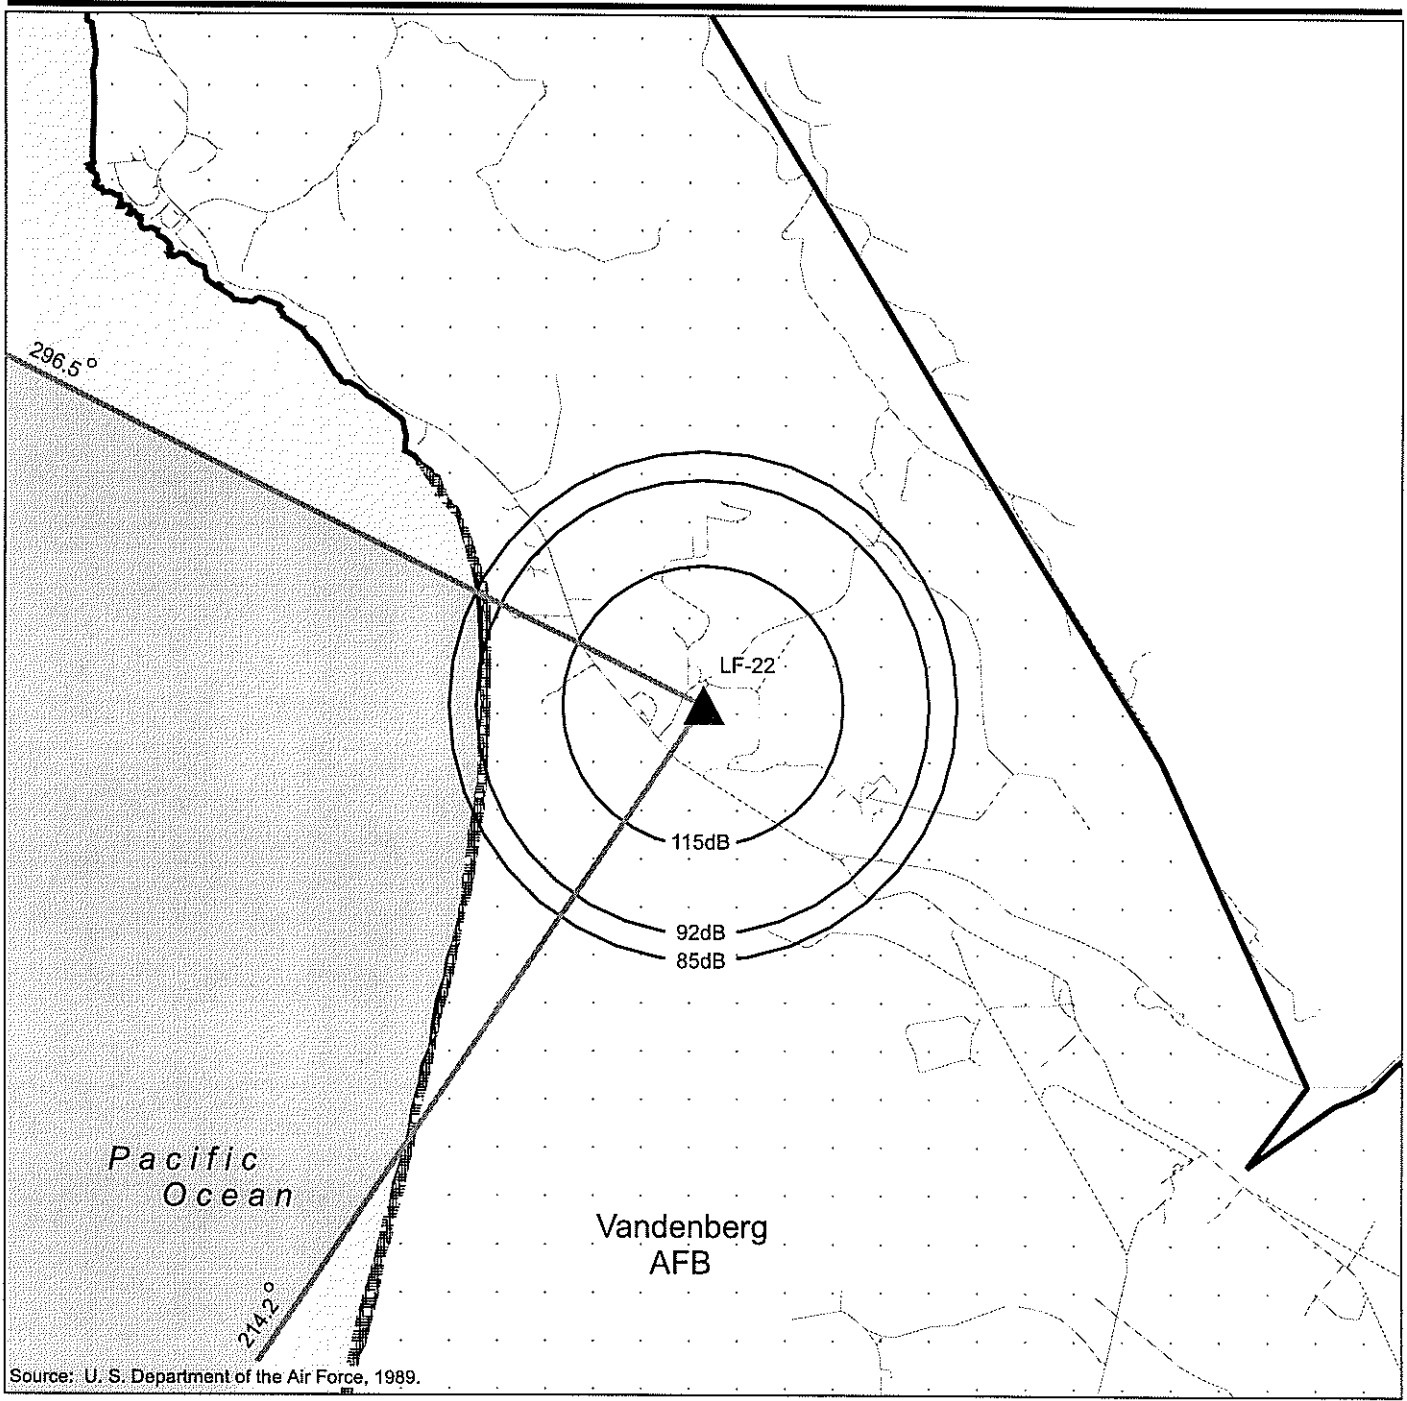 296.5°
LF-22
115dB
92dB
85dB
Pacific
Ocean
Vandenberg
AFB
214.2°
Source: U. S. Department of the Air Force, 1989.